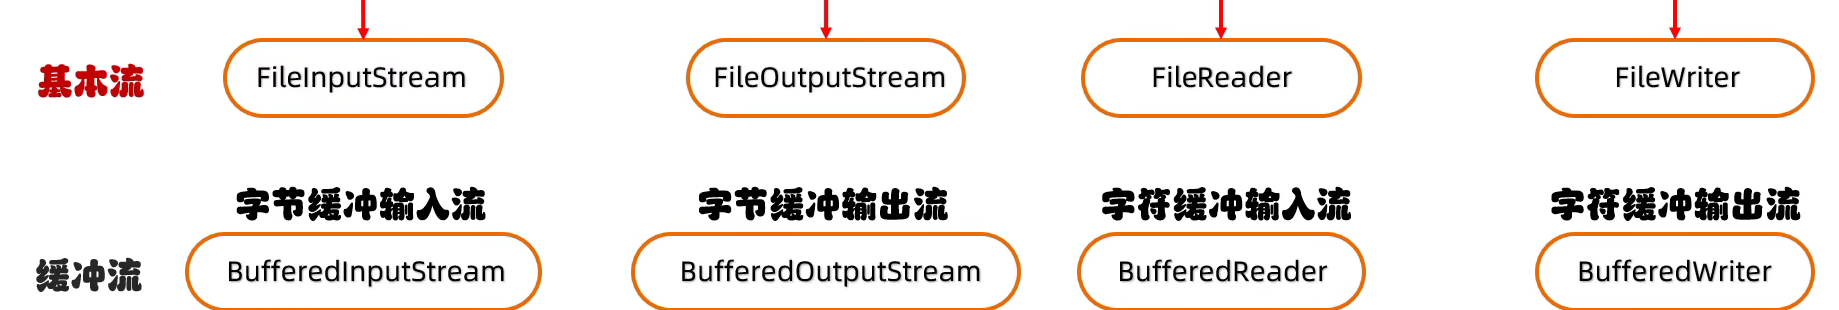 基本流 FileInputStream FileOutputStream FileReader FileWriter
字节缓冲输入流 字节缓冲输出流 字符缓冲输入流 字符缓冲输出流
缓冲流 BufferedInputStream BufferedOutputStream BufferedReader BufferedWriter